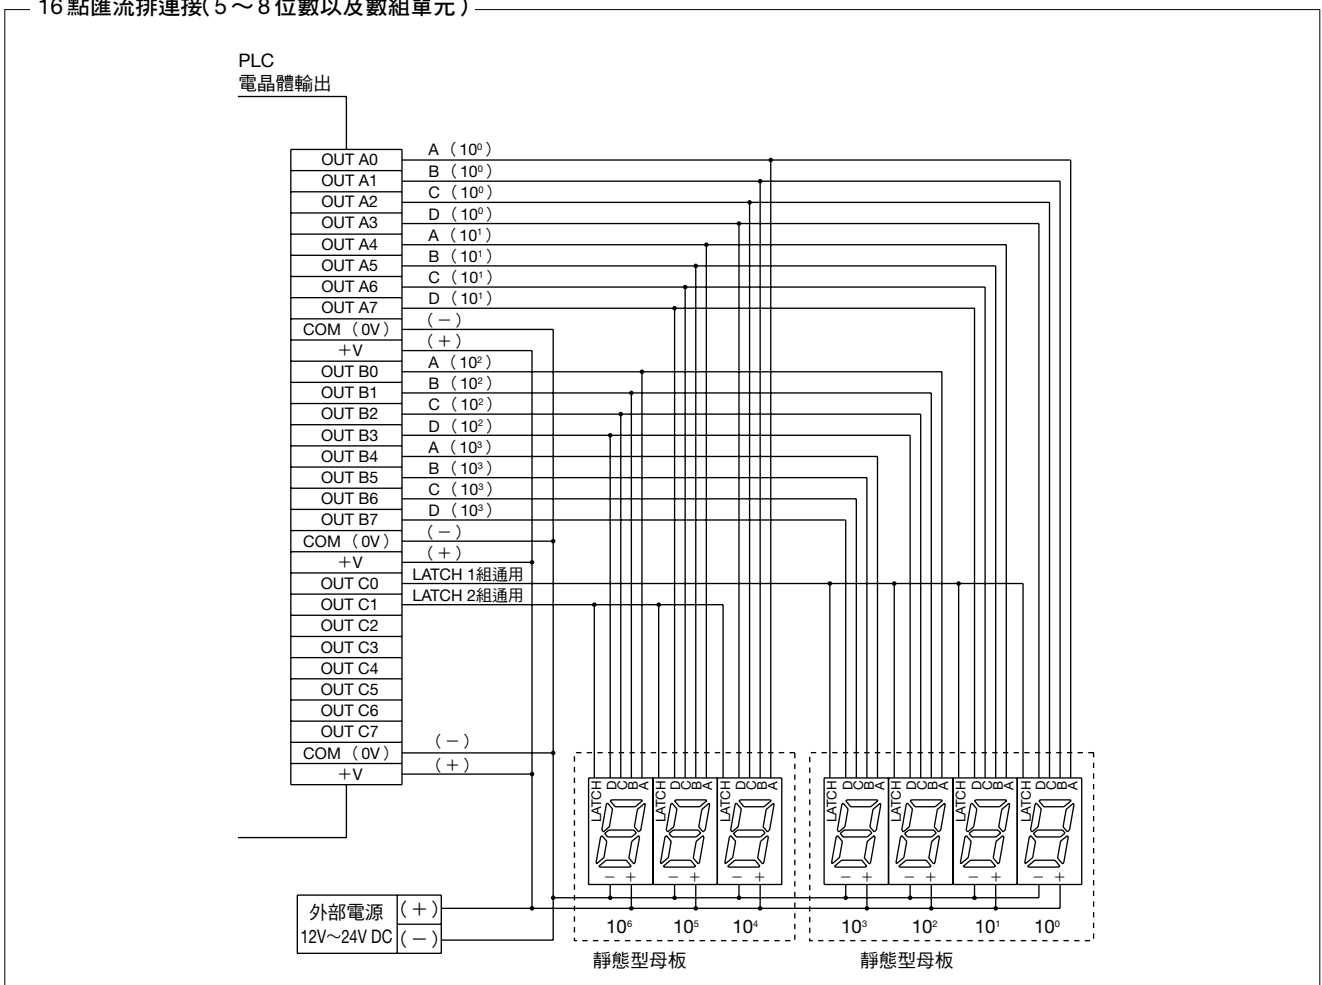 16點匯流排連接(5～8位數以及數組單元)
PLC
電晶體輸出
OUT A0 A（10⁰）
OUT A1 B（10⁰）
OUT A2 C（10⁰）
OUT A3 D（10⁰）
OUT A4 A（10¹）
OUT A5 B（10¹）
OUT A6 C（10¹）
OUT A7 D（10¹）
COM（0V）（－）
＋V（＋）
OUT B0 A（10²）
OUT B1 B（10²）
OUT B2 C（10²）
OUT B3 D（10²）
OUT B4 A（10³）
OUT B5 B（10³）
OUT B6 C（10³）
OUT B7 D（10³）
COM（0V）（－）
＋V（＋）
OUT C0 LATCH 1組通用
OUT C1 LATCH 2組通用
OUT C2
OUT C3
OUT C4
OUT C5
OUT C6
OUT C7
COM（0V）（－）
＋V（＋）
LATCH D C B A LATCH D C B A LATCH D C B A LATCH D C B A LATCH D C B A LATCH D C B A LATCH D C B A
－ ＋ － ＋ － ＋ － ＋ － ＋ － ＋ － ＋
外部電源（＋）
12V～24V DC（－）
10⁶ 10⁵ 10⁴ 10³ 10² 10¹ 10⁰
靜態型母板 靜態型母板